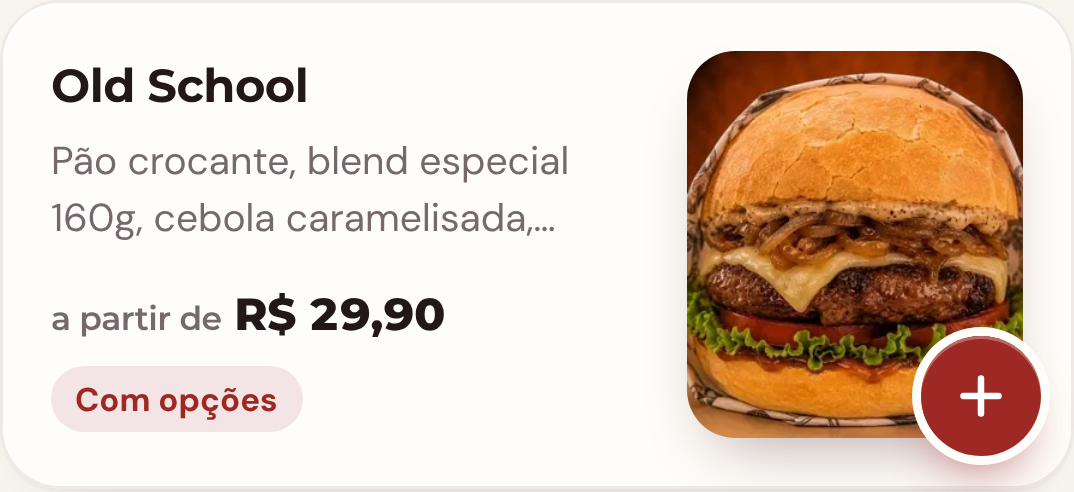 Old School
Pão crocante, blend especial
160g, cebola caramelisada,...
a partir de R$ 29,90
Com opções
+